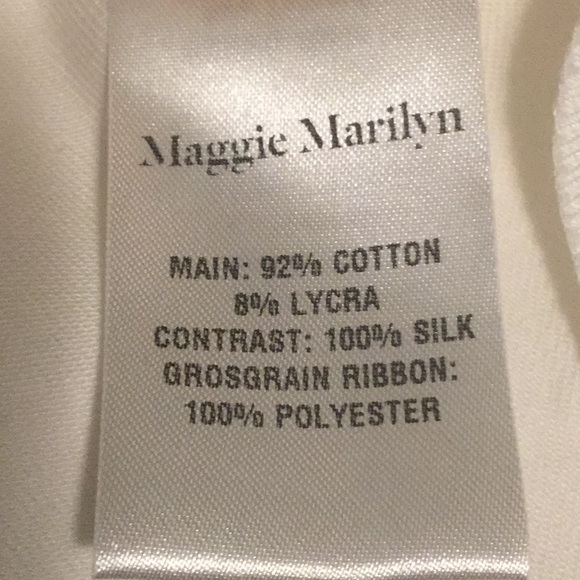 Maggie Marilyn
MAIN: 92% COTTON
8% LYCRA
CONTRAST: 100% SILK
GROSGRAIN RIBBON:
100% POLYESTER